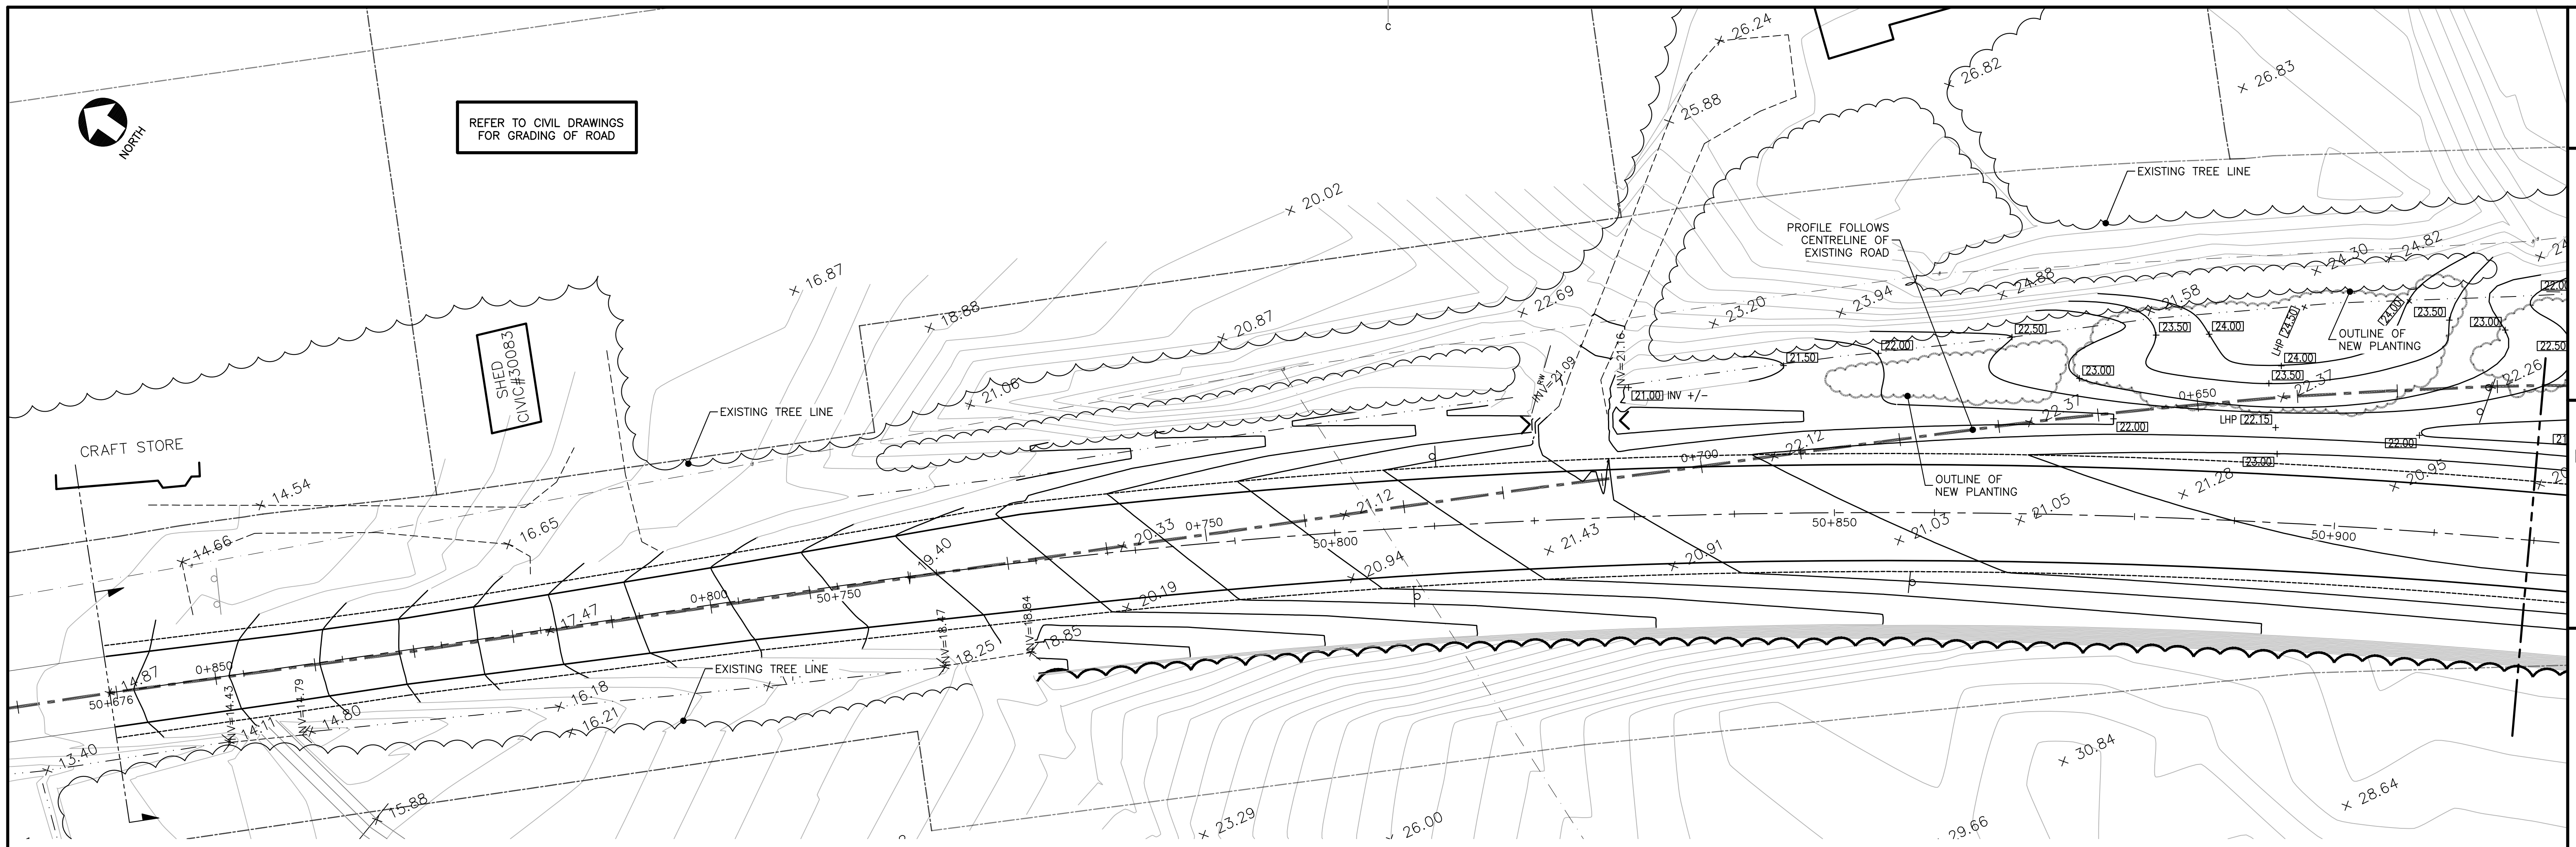 c
NORTH
REFER TO CIVIL DRAWINGS
FOR GRADING OF ROAD
26.24
26.82
26.83
25.88
EXISTING TREE LINE
20.02
PROFILE FOLLOWS
CENTRELINE OF
EXISTING ROAD
16.87
18.88
20.87
22.69
23.20
23.94
24.88
21.58
24.30
24.82
SHED
CIVIC#30083
21.06
INV=21.09
RW
INV=21.16
21.00 INV +/-
21.50
22.00
22.50
23.50
24.00
LHP 24.50
24.00
23.50
23.00
22.50
OUTLINE OF
NEW PLANTING
24.00
23.50
23.00
22.37
22.26
0+650
LHP 22.15
22.00
22.00
23.00
EXISTING TREE LINE
CRAFT STORE
14.54
14.66
16.65
22.37
22.12
0+700
OUTLINE OF
NEW PLANTING
21.28
20.95
21.12
20.33
0+750
50+800
21.43
50+850
21.03
21.05
50+900
19.40
20.94
20.91
20.19
0+800
50+750
17.47
INV=18.47
INV=18.84
18.25
18.85
0+850
14.87
50+676
INV=14.43
INV=14.79
14.11
14.80
16.18
16.21
EXISTING TREE LINE
13.40
15.88
23.29
26.00
29.66
30.84
28.64